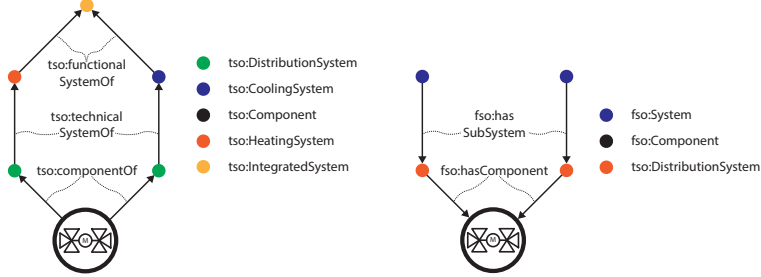 tso:functional
SystemOf
tso:technical
SystemOf
tso:componentOf
M
tso:DistributionSystem
tso:CoolingSystem
tso:Component
tso:HeatingSystem
tso:IntegratedSystem
fso:has
SubSystem
fso:hasComponent
M
fso:System
fso:Component
tso:DistributionSystem